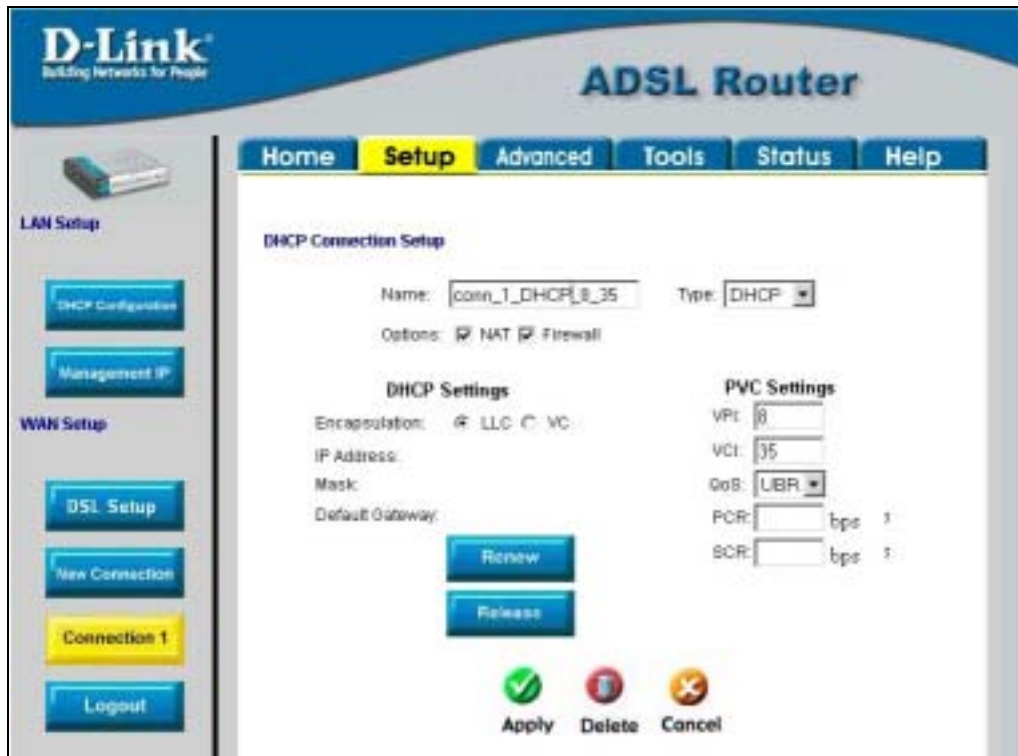 D-Link
Building Networks for People
ADSL Router
Home Setup Advanced Tools Status Help
LAN Setup
DHCP Configuration
Management IP
WAN Setup
DSL Setup
New Connection
Connection 1
Logout
DHCP Connection Setup
Name: conn_1_DHCP_8_35 Type: DHCP
Options: NAT Firewall
DHCP Settings
Encapsulation: LLC VC
IP Address:
Mask:
Default Gateway:
Renew
Release
PVC Settings
VPI: 8
VCI: 35
QoS: UBR
PCR: bps
SCR: bps
Apply Delete Cancel